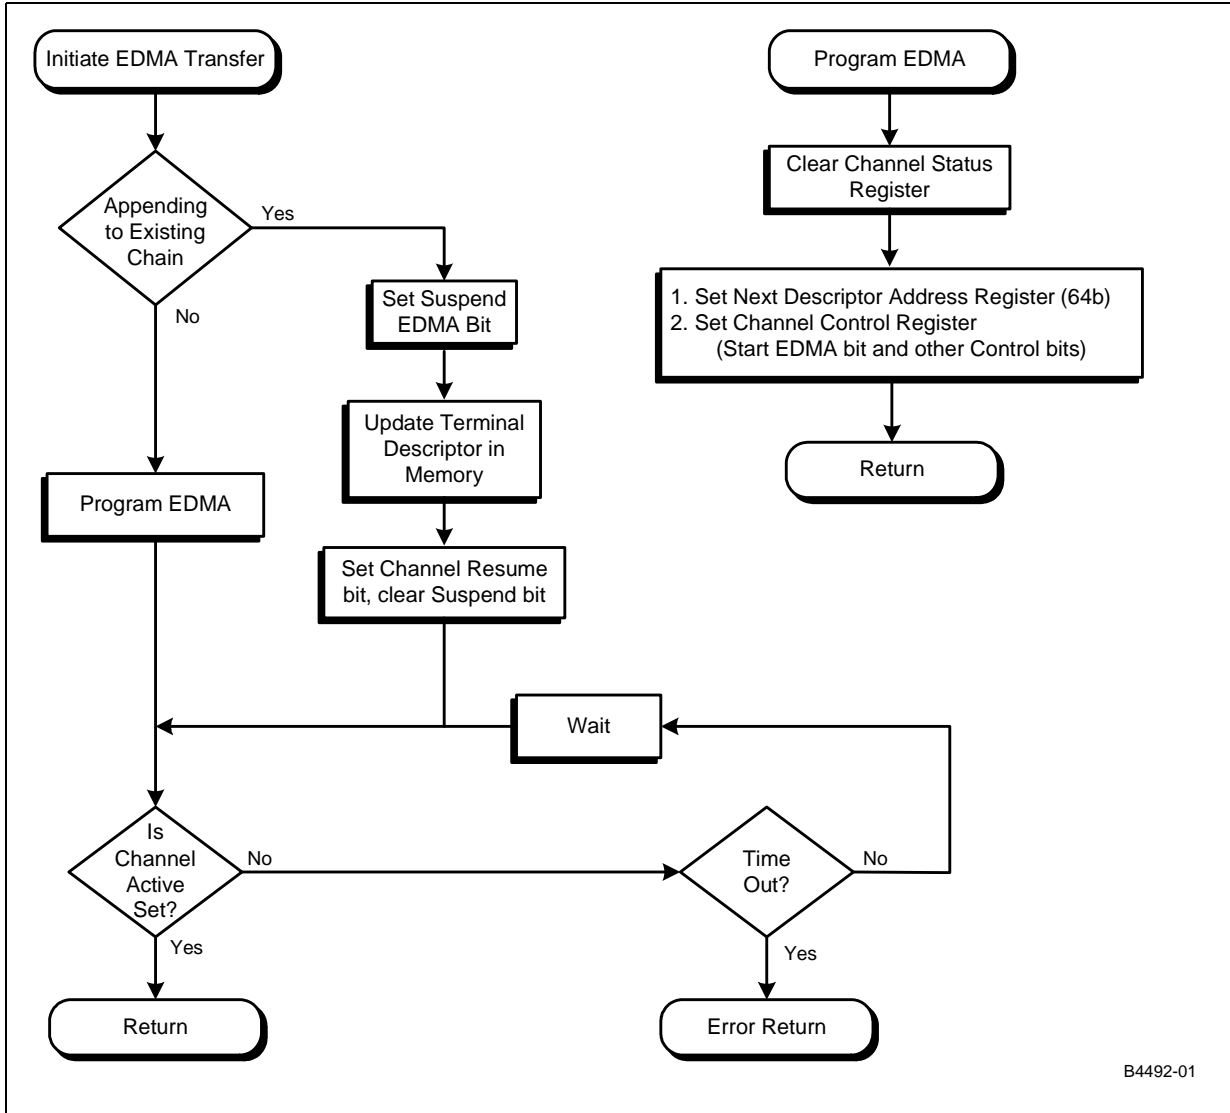 Initiate EDMA Transfer
Appending
to Existing
Chain
Yes
No
Set Suspend
EDMA Bit
Update Terminal
Descriptor in
Memory
Program EDMA
Set Channel Resume
bit, clear Suspend bit
Wait
Is
Channel
Active
Set?
No
Yes
Time
Out?
No
Yes
Return
Error Return
Program EDMA
Clear Channel Status
Register
1. Set Next Descriptor Address Register (64b)
2. Set Channel Control Register
(Start EDMA bit and other Control bits)
Return
B4492-01